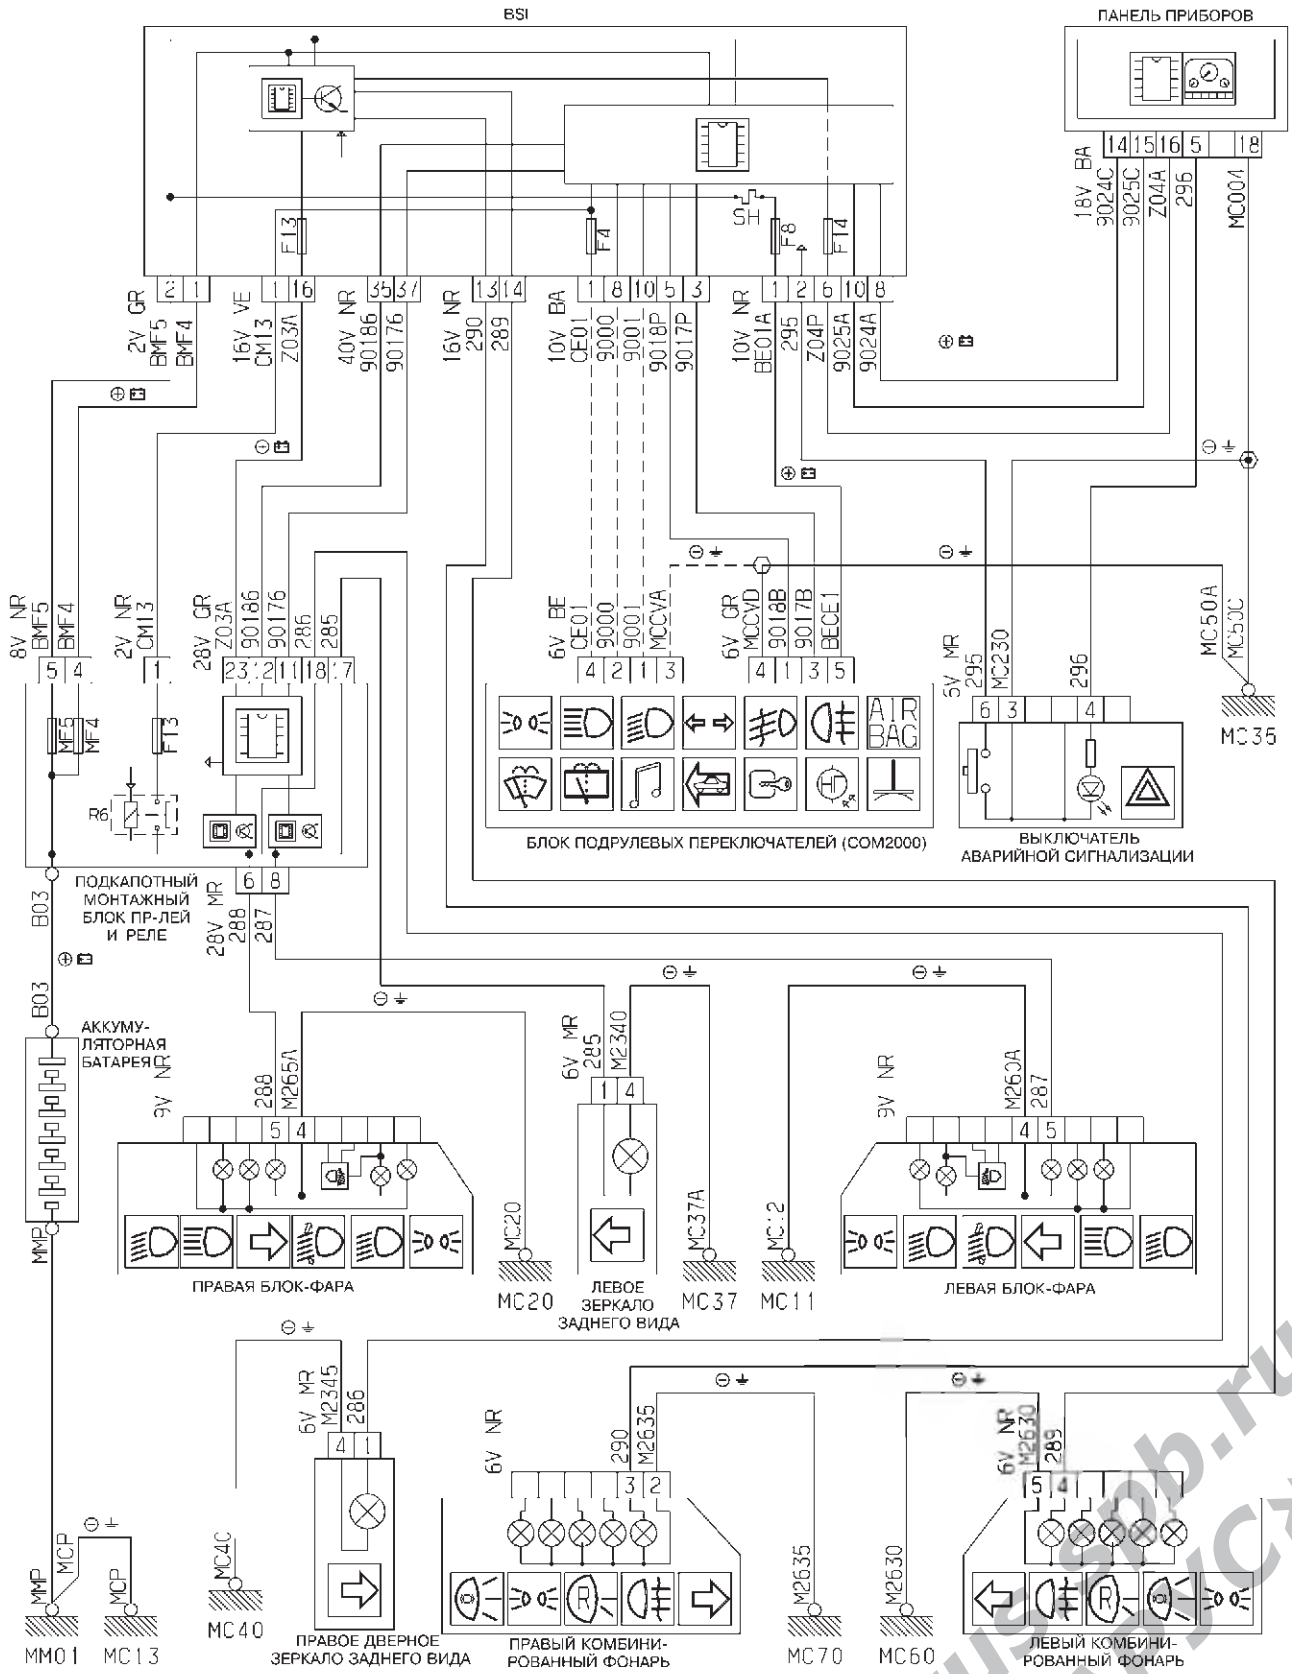 BSI
ПАНЕЛЬ ПРИБОРОВ
SH
F13
F4
F8
F14
14 15 16 5 18
18V BA
9024C
9025C
Z04A
296
MC004
2 1
1 16
35 37
13 14
1 8 10 5 3
1 2 6 10 8
2V GR
BMF5
BMF4
16V VE
CM13
Z03A
40V NR
90186
90176
16V NR
290
289
10V BA
CE01
9000
9001
9018P
9017P
10V NR
BE01A
295
Z04P
9025A
9024A
8V NR
BMF5
BMF4
2V NR
CM13
28V GR
Z03A
90186
90176
286
285
6V BE
CE01
9000
9001
MCCVA
6V GR
MCCVD
9018B
9017B
BECE1
6V MR
295
MC230
296
MC50A
MC50C
5 4
1
23 12 11 18 17
4 2 1 3
4 1 3 5
6 3 4
MC35
MF5
MF4
F13
R6
AIR
BAG
БЛОК ПОДРУЛЕВЫХ ПЕРЕКЛЮЧАТЕЛЕЙ (COM2000)
ВЫКЛЮЧАТЕЛЬ
АВАРИЙНОЙ СИГНАЛИЗАЦИИ
ПОДКАПОТНЫЙ
МОНТАЖНЫЙ
БЛОК ПР-ЛЕЙ
И РЕЛЕ
6 8
28V MR
288
287
B03
B03
АККУМУ-
ЛЯТОРНАЯ
БАТАРЕЯ
9V NR
288
M265A
5 4
6V MR
285
M2340
1 4
9V NR
M260A
287
4 5
MMP
MC20
MC20
MC37A
MC37
MC12
MC11
ПРАВАЯ БЛОК-ФАРА
ЛЕВОЕ
ЗЕРКАЛО
ЗАДНЕГО ВИДА
ЛЕВАЯ БЛОК-ФАРА
6V MR
M2345
286
4 1
6V NR
290
M2635
3 2
6V NR
M2630
289
5 4
R
R
MMP
MCP
MCP
MM01
MC13
MC4C
MC40
ПРАВОЕ ДВЕРНОЕ
ЗЕРКАЛО ЗАДНЕГО ВИДА
ПРАВЫЙ КОМБИНИ-
РОВАННЫЙ ФОНАРЬ
M2635
MC70
M2630
MC60
ЛЕВЫЙ КОМБИНИ-
РОВАННЫЙ ФОНАРЬ